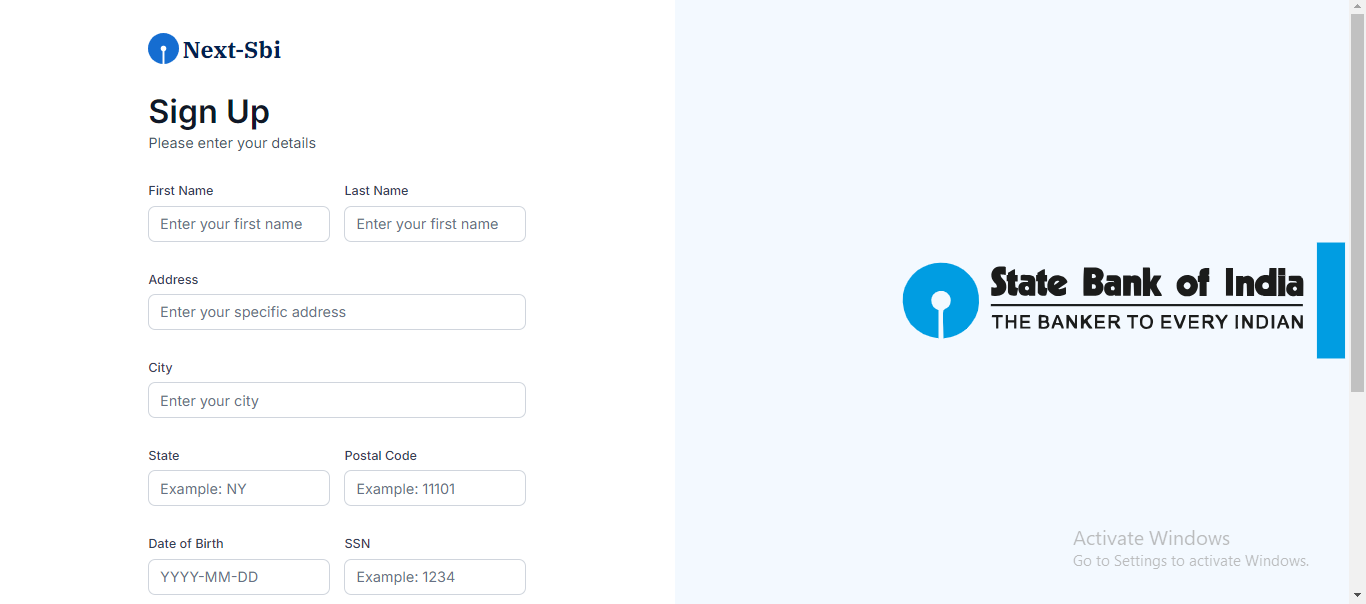 Next-Sbi
Sign Up
Please enter your details
First Name
Last Name
Enter your first name
Enter your first name
Address
Enter your specific address
City
Enter your city
State
Postal Code
Example: NY
Example: 11101
Date of Birth
SSN
YYYY-MM-DD
Example: 1234
State Bank of India
THE BANKER TO EVERY INDIAN
Activate Windows
Go to Settings to activate Windows.